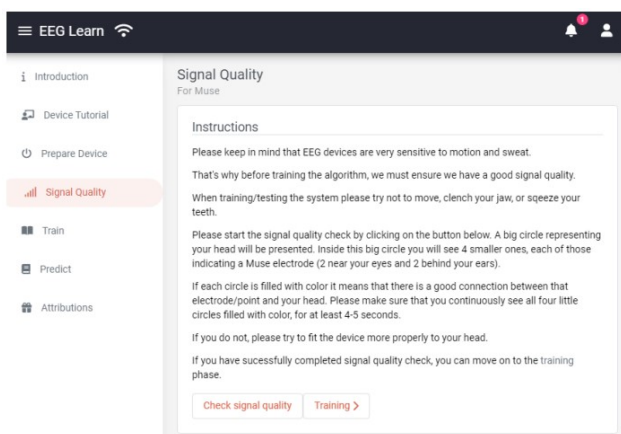 EEG Learn
1
Introduction
Device Tutorial
Prepare Device
Signal Quality
Train
Predict
Attributions
Signal Quality
For Muse
Instructions
Please keep in mind that EEG devices are very sensitive to motion and sweat.
That's why before training the algorithm, we must ensure we have a good signal quality.
When training/testing the system please try not to move, clench your jaw, or sqeeze your
teeth.
Please start the signal quality check by clicking on the button below. A big circle representing
your head will be presented. Inside this big circle you will see 4 smaller ones, each of those
indicating a Muse electrode (2 near your eyes and 2 behind your ears).
If each circle is filled with color it means that there is a good connection between that
electrode/point and your head. Please make sure that you continuously see all four little
circles filled with color, for at least 4-5 seconds.
If you do not, please try to fit the device more properly to your head.
If you have sucessfully completed signal quality check, you can move on to the training
phase.
Check signal quality
Training >